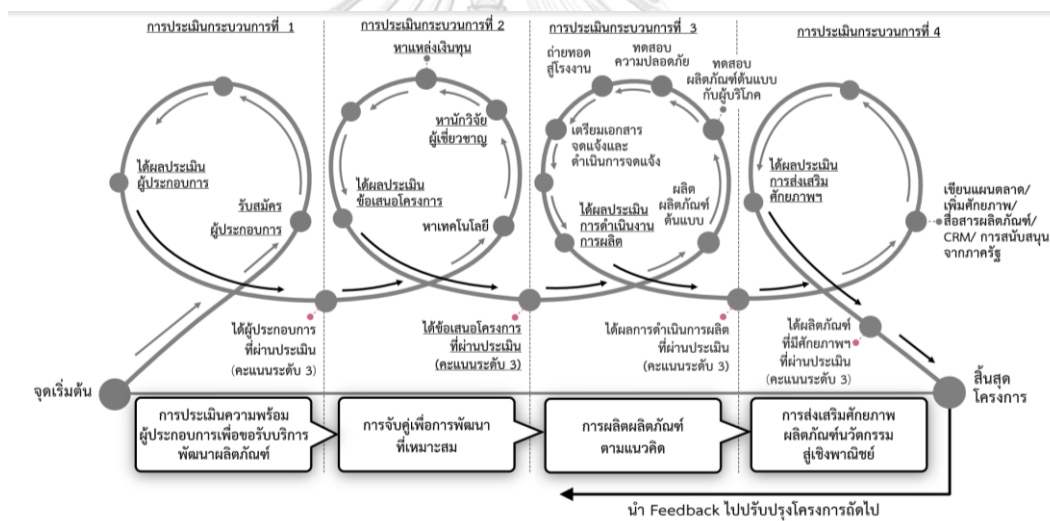 การประเมินกระบวนการที่ 1
การประเมินกระบวนการที่ 2
การประเมินกระบวนการที่ 3
การประเมินกระบวนการที่ 4
หาแหล่งเงินทุน
ถ่ายทอด
สู่โรงงาน
ทดสอบ
ความปลอดภัย
ทดสอบ
ผลิตภัณฑ์ต้นแบบ
กับผู้บริโภค
หานักวิจัย
ผู้เชี่ยวชาญ
เตรียมเอกสาร
จดแจ้งและ
ดำเนินการจดแจ้ง
ได้ผลประเมิน
ผู้ประกอบการ
รับสมัคร
ผู้ประกอบการ
ได้ผลประเมิน
ข้อเสนอโครงการ
หาเทคโนโลยี
ได้ผลประเมิน
การดำเนินงาน
การผลิต
ผลิต
ผลิตภัณฑ์
ต้นแบบ
ได้ผลประเมิน
การส่งเสริม
ศักยภาพฯ
เขียนแผนตลาด/
เพิ่มศักยภาพ/
สื่อสารผลิตภัณฑ์/
CRM/ การสนับสนุน
จากภาครัฐ
ได้ผู้ประกอบการ
ที่ผ่านประเมิน
(คะแนนระดับ 3)
ได้ข้อเสนอโครงการ
ที่ผ่านประเมิน
(คะแนนระดับ 3)
ได้ผลการดำเนินการผลิต
ที่ผ่านประเมิน
(คะแนนระดับ 3)
ได้ผลิตภัณฑ์
ที่มีศักยภาพฯ
ที่ผ่านประเมิน
(คะแนนระดับ 3)
จุดเริ่มต้น
สิ้นสุด
โครงการ
การประเมินความพร้อม
ผู้ประกอบการเพื่อขอรับบริการ
พัฒนาผลิตภัณฑ์
การจับคู่เพื่อการพัฒนา
ที่เหมาะสม
การผลิตผลิตภัณฑ์
ตามแนวคิด
การส่งเสริมศักยภาพ
ผลิตภัณฑ์นวัตกรรม
สู่เชิงพาณิชย์
นำ Feedback ไปปรับปรุงโครงการถัดไป